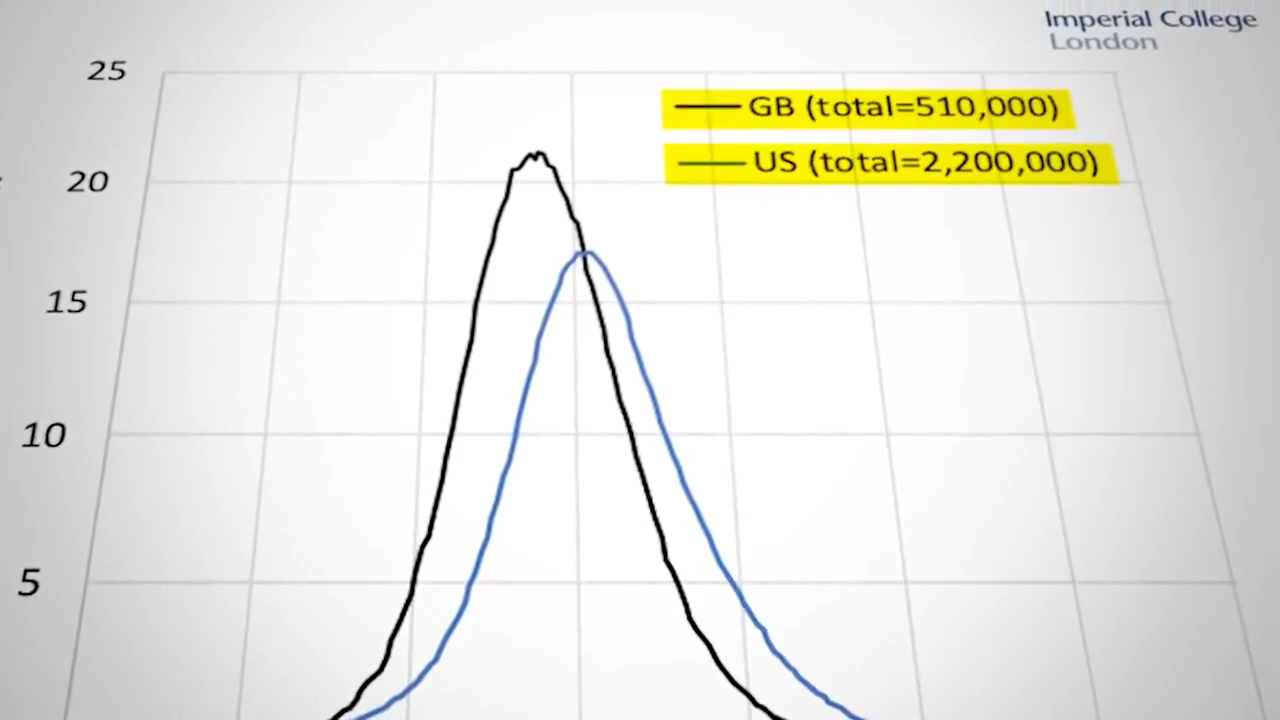 Imperial College
London
25
GB (total=510,000)
US (total=2,200,000)
20
15
10
5